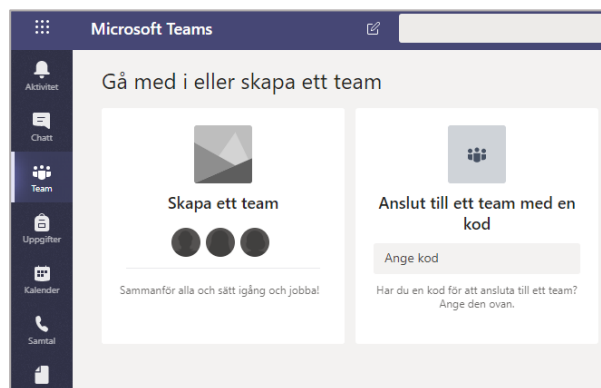 Microsoft Teams
Aktivitet
Chatt
Team
Uppgifter
Kalender
Samtal
Gå med i eller skapa ett team
Skapa ett team
Sammanför alla och sätt igång och jobba!
Anslut till ett team med en
kod
Ange kod
Har du en kod för att ansluta till ett team?
Ange den ovan.